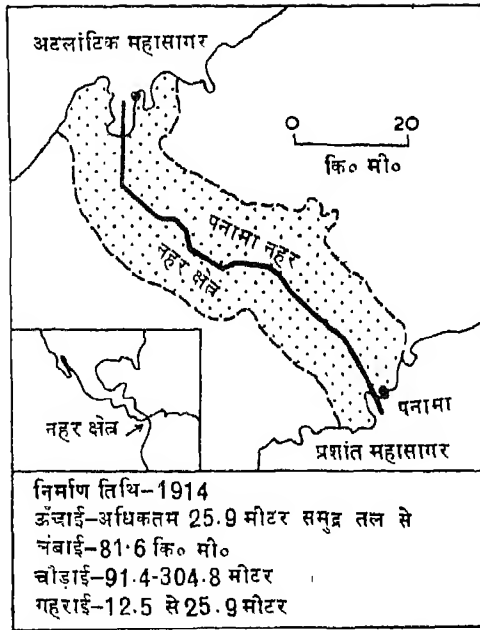 अटलांटिक महासागर
0 20
कि० मी०
पनामा नहर
नहर क्षेत्र
पनामा
नहर क्षेत्र
प्रशांत महासागर
निर्माण तिथि-1914
ऊँचाई-अधिकतम 25.9 मीटर समुद्र तल से
लंबाई-81·6 कि० मी०
चौड़ाई-91.4-304.8 मीटर
गहराई-12.5 से 25.9 मीटर